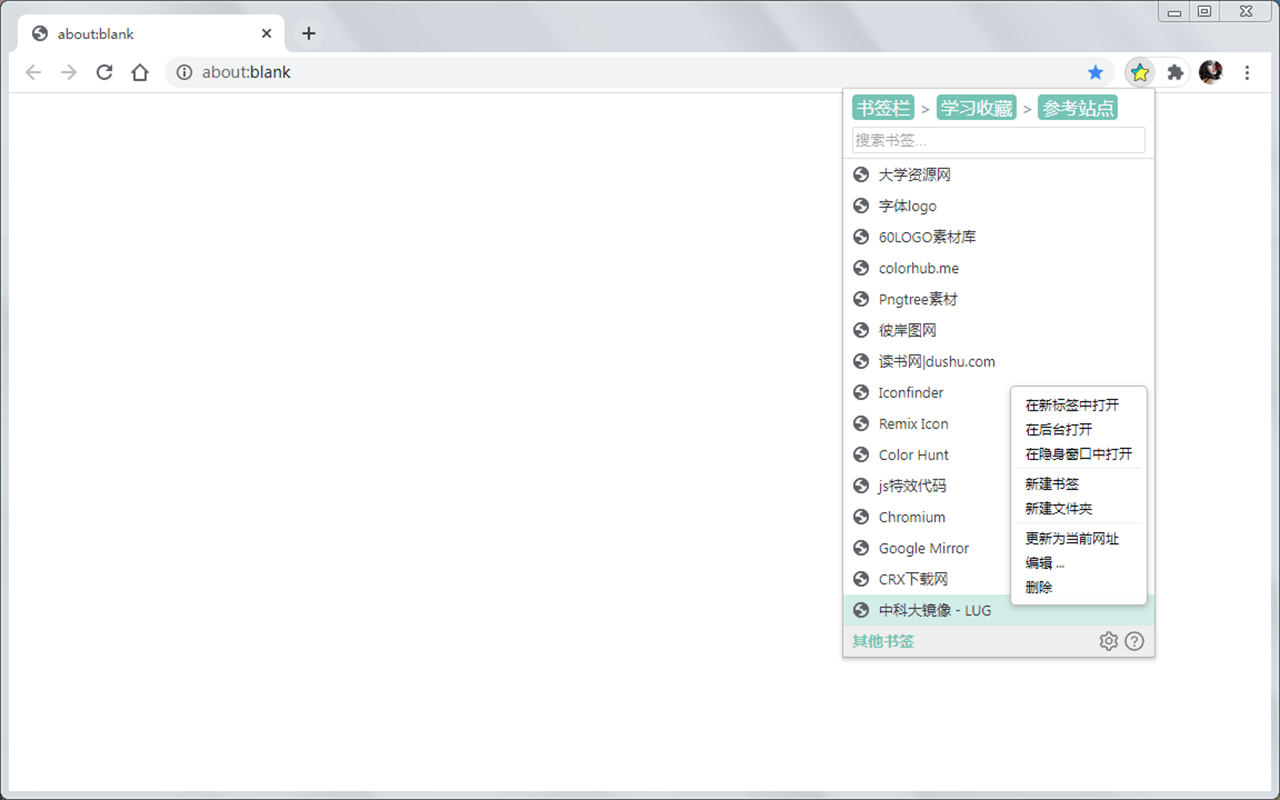 about:blank
about:blank
书签栏 > 学习收藏 > 参考站点
搜索书签...
大学资源网
字体logo
60LOGO素材库
colorhub.me
Pngtree素材
彼岸图网
读书网|dushu.com
Iconfinder
Remix Icon
Color Hunt
js特效代码
Chromium
Google Mirror
CRX下载网
中科大镜像 - LUG
在新标签中打开
在后台打开
在隐身窗口中打开
新建书签
新建文件夹
更新为当前网址
编辑 ...
删除
其他书签